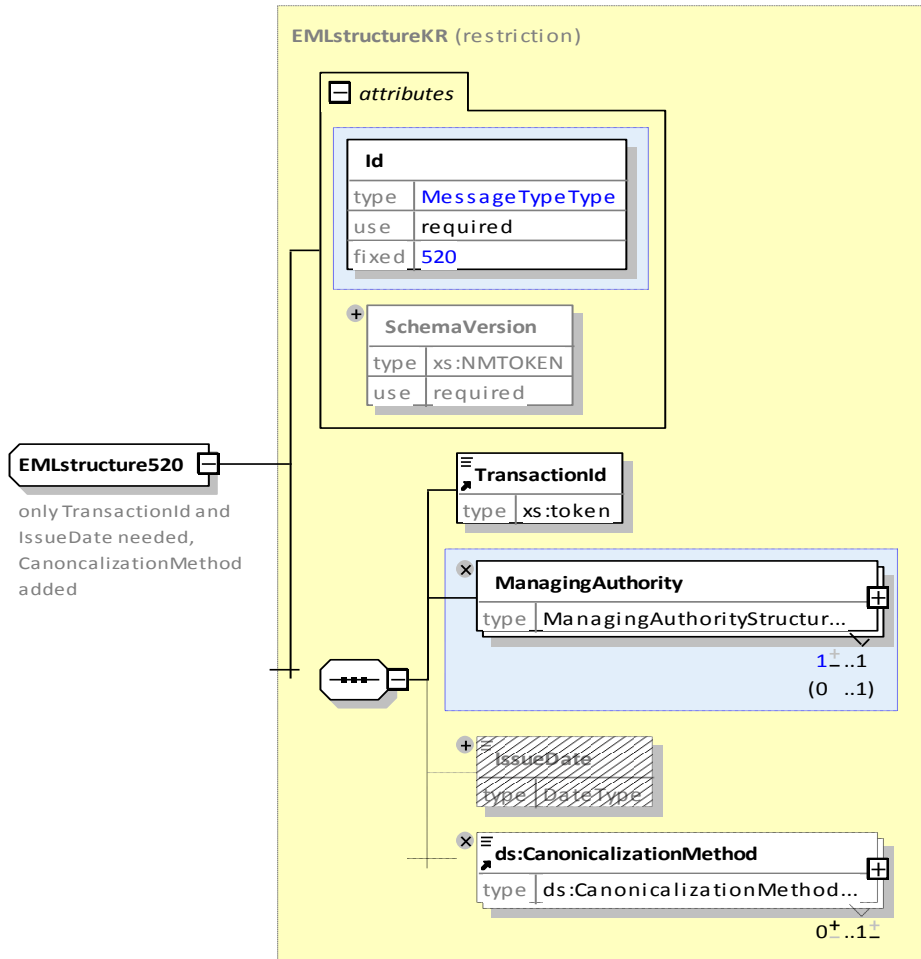 EMLstructureKR (restriction)
attributes
Id
type MessageTypeType
use required
fixed 520
SchemaVersion
type xs:NMTOKEN
use required
EMLstructure520
only TransactionId and
IssueDate needed,
CanoncalizationMethod
added
TransactionId
type xs:token
ManagingAuthority
type ManagingAuthorityStructur...
1 ± ..1
(0 ..1)
IssueDate
type DateType
ds:CanonicalizationMethod
type ds:CanonicalizationMethod...
0 ± ..1 ±